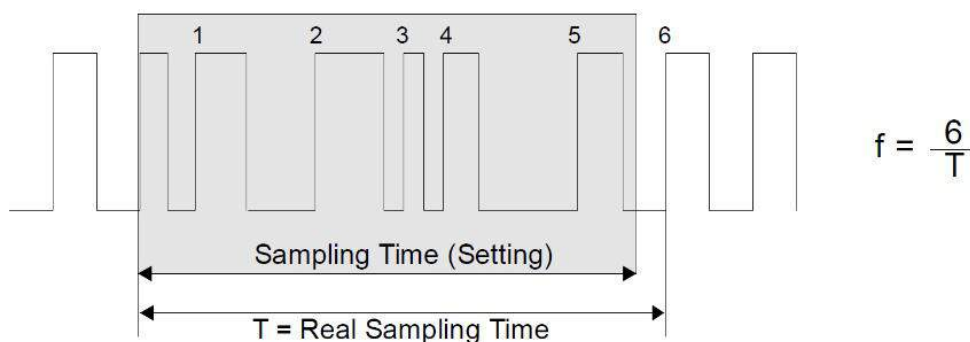 1 2 3 4 5 6
f = 6
T
Sampling Time (Setting)
T = Real Sampling Time